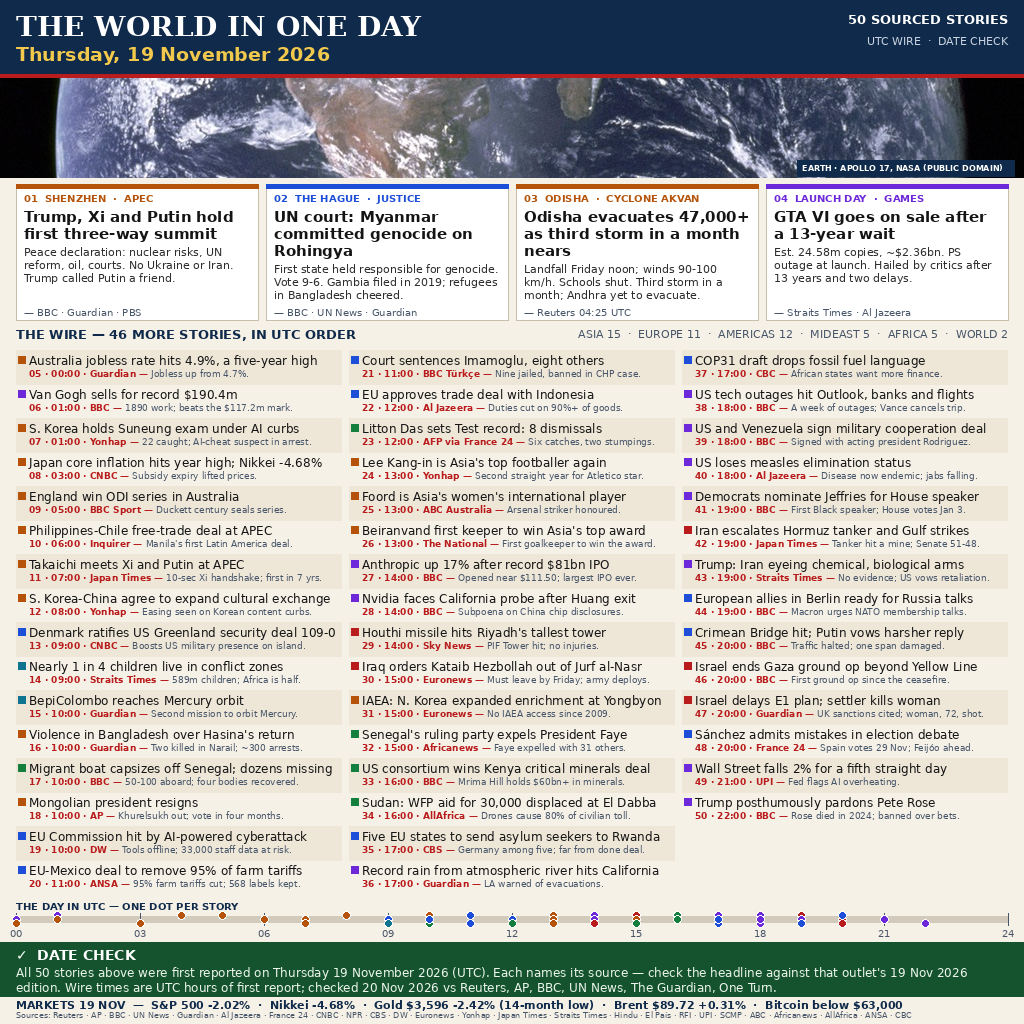 THE WORLD IN ONE DAY
Thursday, 19 November 2026
50 SOURCED STORIES
UTC WIRE · DATE CHECK
EARTH · APOLLO 17, NASA (PUBLIC DOMAIN)
01 SHENZHEN · APEC
Trump, Xi and Putin hold
first three-way summit
Peace declaration: nuclear risks, UN
reform, oil, courts. No Ukraine or Iran.
Trump called Putin a friend.
— BBC · Guardian · PBS
02 THE HAGUE · JUSTICE
UN court: Myanmar
committed genocide on
Rohingya
First state held responsible for genocide.
Vote 9-6. Gambia filed in 2019; refugees
in Bangladesh cheered.
— BBC · UN News · Guardian
03 ODISHA · CYCLONE AKVAN
Odisha evacuates 47,000+
as third storm in a month
nears
Landfall Friday noon; winds 90-100
km/h. Schools shut. Third storm in a
month; Andhra yet to evacuate.
— Reuters 04:25 UTC
04 LAUNCH DAY · GAMES
GTA VI goes on sale after
a 13-year wait
Est. 24.58m copies, ~$2.36bn. PS
outage at launch. Hailed by critics after
13 years and two delays.
— Straits Times · Al Jazeera
THE WIRE — 46 MORE STORIES, IN UTC ORDER
ASIA 15 · EUROPE 11 · AMERICAS 12 · MIDEAST 5 · AFRICA 5 · WORLD 2
Australia jobless rate hits 4.9%, a five-year high
05 · 00:00 · Guardian — Jobless up from 4.7%.
Van Gogh sells for record $190.4m
06 · 01:00 · BBC — 1890 work; beats the $117.2m mark.
S. Korea holds Suneung exam under AI curbs
07 · 01:00 · Yonhap — 22 caught; AI-cheat suspect in arrest.
Japan core inflation hits year high; Nikkei -4.68%
08 · 03:00 · CNBC — Subsidy expiry lifted prices.
England win ODI series in Australia
09 · 05:00 · BBC Sport — Duckett century seals series.
Philippines-Chile free-trade deal at APEC
10 · 06:00 · Inquirer — Manila's first Latin America deal.
Takaichi meets Xi and Putin at APEC
11 · 07:00 · Japan Times — 10-sec Xi handshake; first in 7 yrs.
S. Korea-China agree to expand cultural exchange
12 · 08:00 · Yonhap — Easing seen on Korean content curbs.
Denmark ratifies US Greenland security deal 109-0
13 · 09:00 · CNBC — Boosts US military presence on island.
Nearly 1 in 4 children live in conflict zones
14 · 09:00 · Straits Times — 589m children; Africa is half.
BepiColombo reaches Mercury orbit
15 · 10:00 · Guardian — Second mission to orbit Mercury.
Violence in Bangladesh over Hasina's return
16 · 10:00 · Guardian — Two killed in Narail; ~300 arrests.
Migrant boat capsizes off Senegal; dozens missing
17 · 10:00 · BBC — 50-100 aboard; four bodies recovered.
Mongolian president resigns
18 · 10:00 · AP — Khurelsukh out; vote in four months.
EU Commission hit by AI-powered cyberattack
19 · 10:00 · DW — Tools offline; 33,000 staff data at risk.
EU-Mexico deal to remove 95% of farm tariffs
20 · 11:00 · ANSA — 95% farm tariffs cut; 568 labels kept.
Court sentences Imamoglu, eight others
21 · 11:00 · BBC Türkçe — Nine jailed, banned in CHP case.
EU approves trade deal with Indonesia
22 · 12:00 · Al Jazeera — Duties cut on 90%+ of goods.
Litton Das sets Test record: 8 dismissals
23 · 12:00 · AFP via France 24 — Six catches, two stumpings.
Lee Kang-in is Asia's top footballer again
24 · 13:00 · Yonhap — Second straight year for Atletico star.
Foord is Asia's women's international player
25 · 13:00 · ABC Australia — Arsenal striker honoured.
Beiranvand first keeper to win Asia's top award
26 · 13:00 · The National — First goalkeeper to win the award.
Anthropic up 17% after record $81bn IPO
27 · 14:00 · BBC — Opened near $111.50; largest IPO ever.
Nvidia faces California probe after Huang exit
28 · 14:00 · BBC — Subpoena on China chip disclosures.
Houthi missile hits Riyadh's tallest tower
29 · 14:00 · Sky News — PIF Tower hit; no injuries.
Iraq orders Kataib Hezbollah out of Jurf al-Nasr
30 · 15:00 · Euronews — Must leave by Friday; army deploys.
IAEA: N. Korea expanded enrichment at Yongbyon
31 · 15:00 · Euronews — No IAEA access since 2009.
Senegal's ruling party expels President Faye
32 · 15:00 · Africanews — Faye expelled with 31 others.
US consortium wins Kenya critical minerals deal
33 · 16:00 · BBC — Mrima Hill holds $60bn+ in minerals.
Sudan: WFP aid for 30,000 displaced at El Dabba
34 · 16:00 · AllAfrica — Drones cause 80% of civilian toll.
Five EU states to send asylum seekers to Rwanda
35 · 17:00 · CBS — Germany among five; far from done deal.
Record rain from atmospheric river hits California
36 · 17:00 · Guardian — LA warned of evacuations.
COP31 draft drops fossil fuel language
37 · 17:00 · CBC — African states want more finance.
US tech outages hit Outlook, banks and flights
38 · 18:00 · BBC — A week of outages; Vance cancels trip.
US and Venezuela sign military cooperation deal
39 · 18:00 · BBC — Signed with acting president Rodriguez.
US loses measles elimination status
40 · 18:00 · Al Jazeera — Disease now endemic; jabs falling.
Democrats nominate Jeffries for House speaker
41 · 19:00 · BBC — First Black speaker; House votes Jan 3.
Iran escalates Hormuz tanker and Gulf strikes
42 · 19:00 · Japan Times — Tanker hit a mine; Senate 51-48.
Trump: Iran eyeing chemical, biological arms
43 · 19:00 · Straits Times — No evidence; US vows retaliation.
European allies in Berlin ready for Russia talks
44 · 19:00 · BBC — Macron urges NATO membership talks.
Crimean Bridge hit; Putin vows harsher reply
45 · 20:00 · BBC — Traffic halted; one span damaged.
Israel ends Gaza ground op beyond Yellow Line
46 · 20:00 · BBC — First ground op since the ceasefire.
Israel delays E1 plan; settler kills woman
47 · 20:00 · Guardian — UK sanctions cited; woman, 72, shot.
Sánchez admits mistakes in election debate
48 · 20:00 · France 24 — Spain votes 29 Nov; Feijóo ahead.
Wall Street falls 2% for a fifth straight day
49 · 21:00 · UPI — Fed flags AI overheating.
Trump posthumously pardons Pete Rose
50 · 22:00 · BBC — Rose died in 2024; banned over bets.
THE DAY IN UTC — ONE DOT PER STORY
00 03 06 09 12 15 18 21 24
✓ DATE CHECK
All 50 stories above were first reported on Thursday 19 November 2026 (UTC). Each names its source — check the headline against that outlet's 19 Nov 2026
edition. Wire times are UTC hours of first report; checked 20 Nov 2026 vs Reuters, AP, BBC, UN News, The Guardian, One Turn.
MARKETS 19 NOV — S&P 500 -2.02% · Nikkei -4.68% · Gold $3,596 -2.42% (14-month low) · Brent $89.72 +0.31% · Bitcoin below $63,000
Sources: Reuters · AP · BBC · UN News · Guardian · Al Jazeera · France 24 · CNBC · NPR · CBS · DW · Euronews · Yonhap · Japan Times · Straits Times · Hindu · El País · RFI · UPI · SCMP · ABC · Africanews · AllAfrica · ANSA · CBC